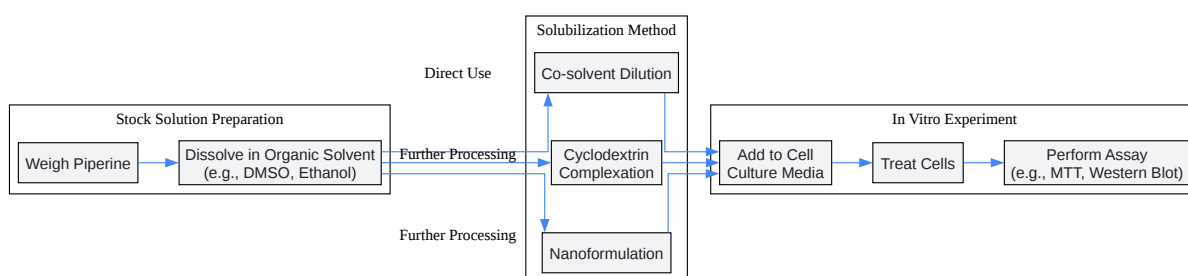 Stock Solution Preparation
Weigh Piperine
Dissolve in Organic Solvent
(e.g., DMSO, Ethanol)
Direct Use
Further Processing
Further Processing
Solubilization Method
Co-solvent Dilution
Cyclodextrin
Complexation
Nanoformulation
In Vitro Experiment
Add to Cell
Culture Media
Treat Cells
Perform Assay
(e.g., MTT, Western Blot)